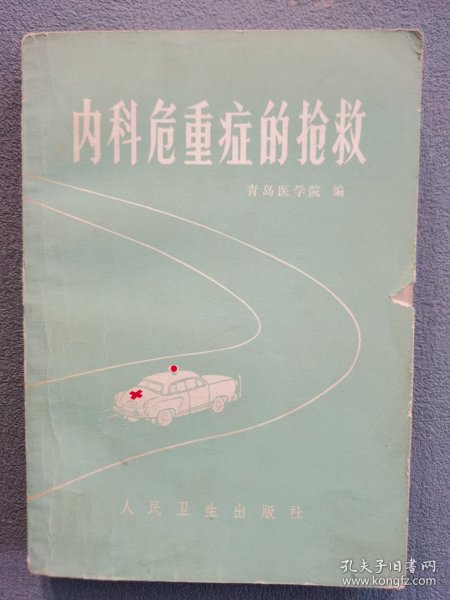 内科危重症的抢救
青岛医学院 编
人民卫生出版社
孔夫子旧书网
www.kongfz.com